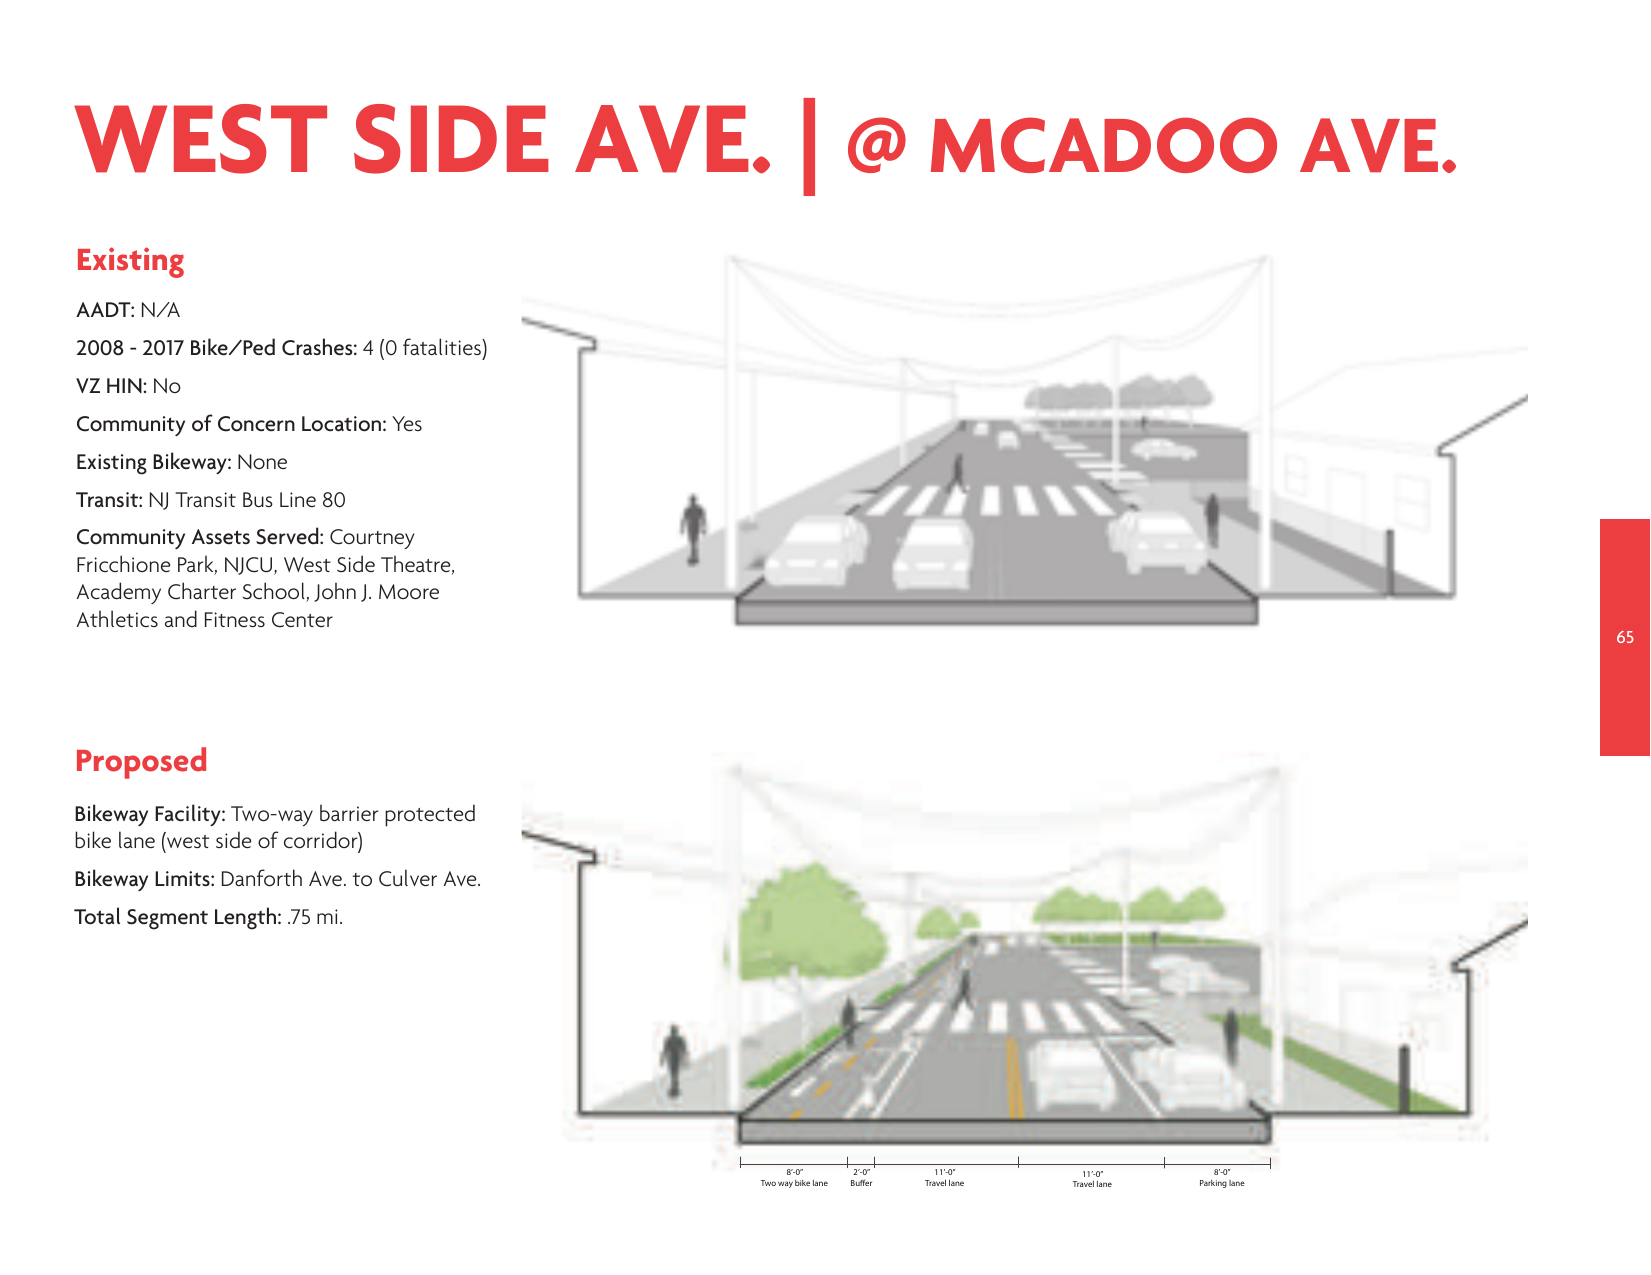 WEST SIDE AVE. | @ MCADOO AVE.
Existing
AADT: N/A
2008 - 2017 Bike/Ped Crashes: 4 (0 fatalities)
VZ HIN: No
Community of Concern Location: Yes
Existing Bikeway: None
Transit: NJ Transit Bus Line 80
Community Assets Served: Courtney
Fricchione Park, NJCU, West Side Theatre,
Academy Charter School, John J. Moore
Athletics and Fitness Center
65
Proposed
Bikeway Facility: Two-way barrier protected
bike lane (west side of corridor)
Bikeway Limits: Danforth Ave. to Culver Ave.
Total Segment Length: .75 mi.
8'-0" 2'-0" 11'-0" 11'-0" 8'-0"
Two way bike lane Buffer Travel lane Travel lane Parking lane